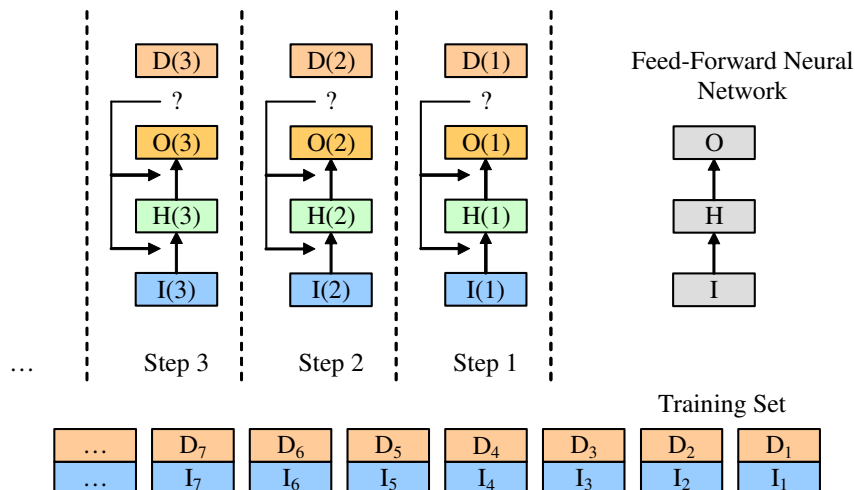 D(3) D(2) D(1) Feed-Forward Neural
Network
? ? ?
O(3) O(2) O(1) O
H(3) H(2) H(1) H
I(3) I(2) I(1) I
… Step 3 Step 2 Step 1
Training Set
… D₇ D₆ D₅ D₄ D₃ D₂ D₁
… I₇ I₆ I₅ I₄ I₃ I₂ I₁